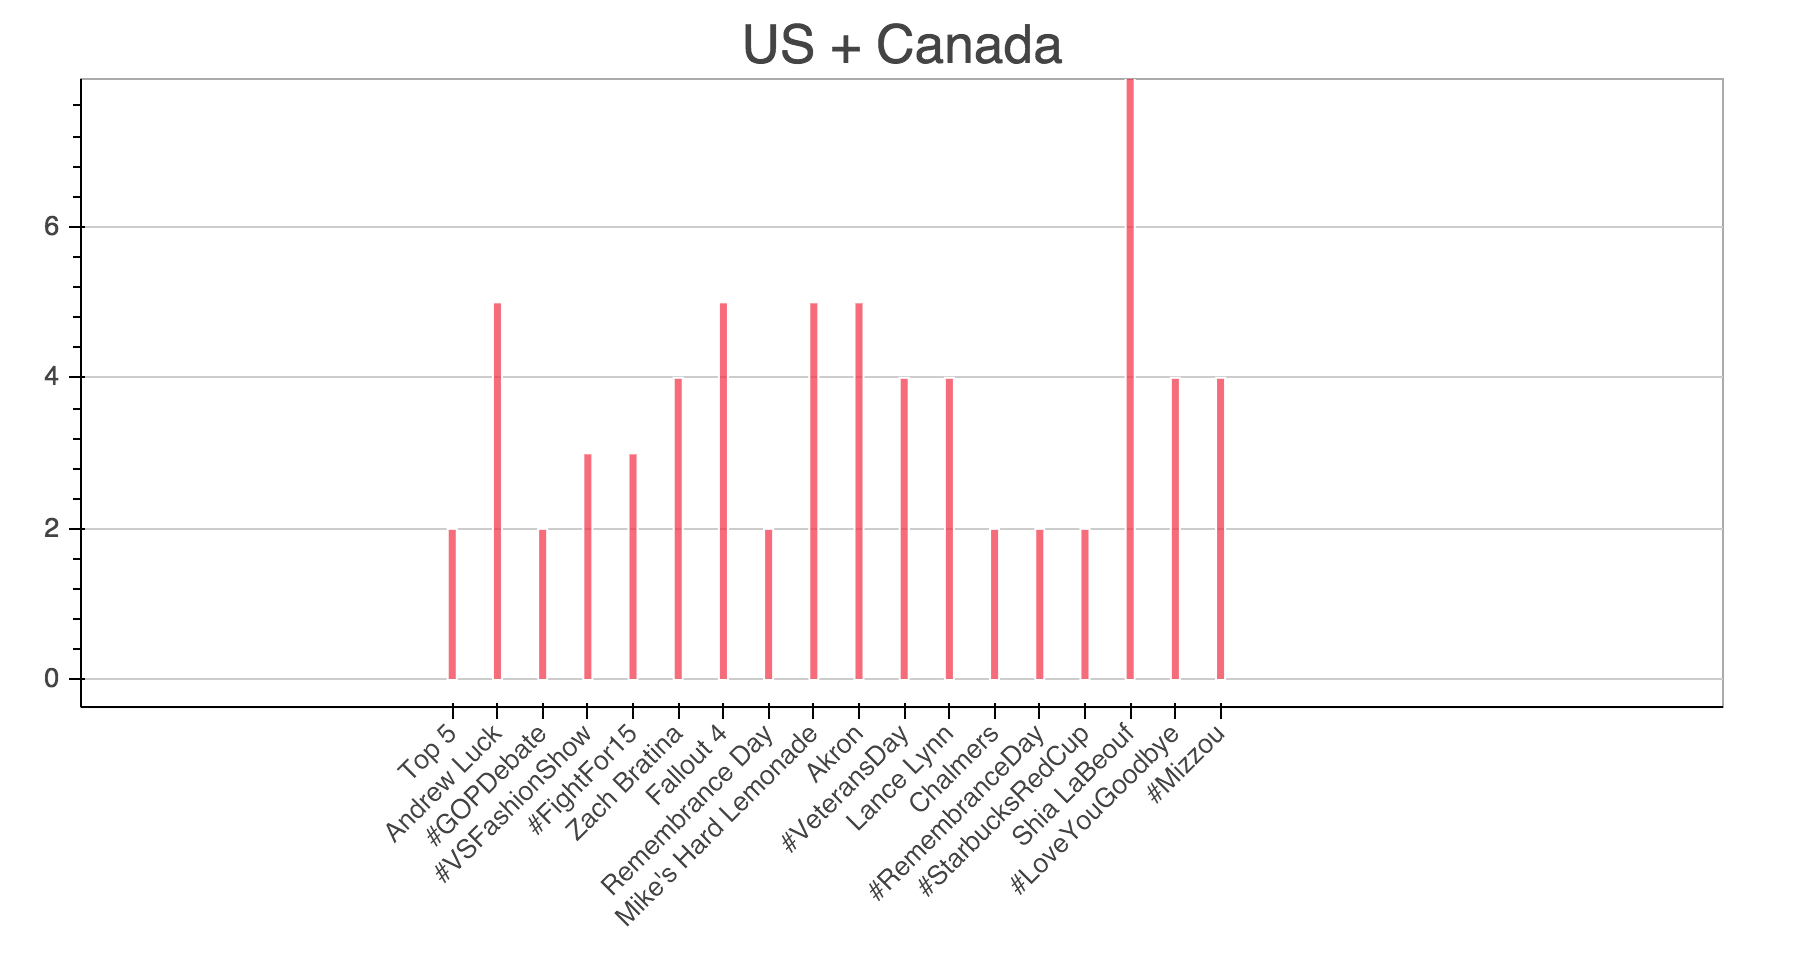 US + Canada
6
4
2
0
Top 5
Andrew Luck
#GOPDebate
#VSFashionShow
#FightFor15
Zach Bratina
Fallout 4
Remembrance Day
Mike's Hard Lemonade
Akron
#VeteransDay
Lance Lynn
Chalmers
#RemembranceDay
#StarbucksRedCup
Shia LaBeouf
#LoveYouGoodbye
#Mizzou